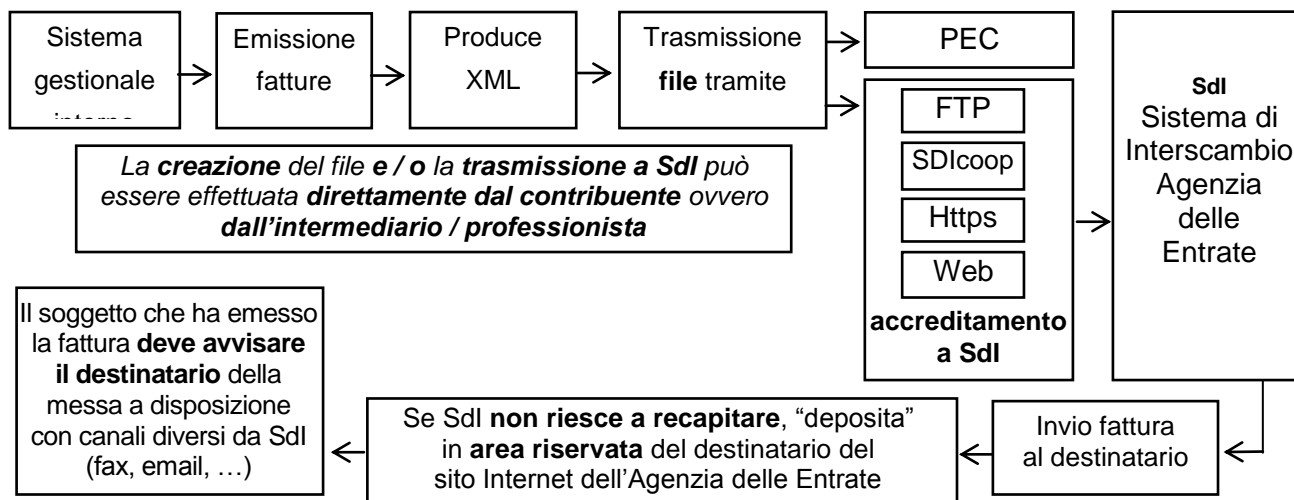 Sistema
gestionale
Emissione
fatture
Produce
XML
Trasmissione
file tramite
PEC
FTP
SDIcoop
Https
Web
accreditamento
a SdI
SdI
Sistema di
Interscambio
Agenzia
delle
Entrate
La creazione del file e / o la trasmissione a SdI può
essere effettuata direttamente dal contribuente ovvero
dall’intermediario / professionista
Invio fattura
al destinatario
Se SdI non riesce a recapitare, “deposita”
in area riservata del destinatario del
sito Internet dell’Agenzia delle Entrate
Il soggetto che ha emesso
la fattura deve avvisare
il destinatario della
messa a disposizione
con canali diversi da SdI
(fax, email, …)